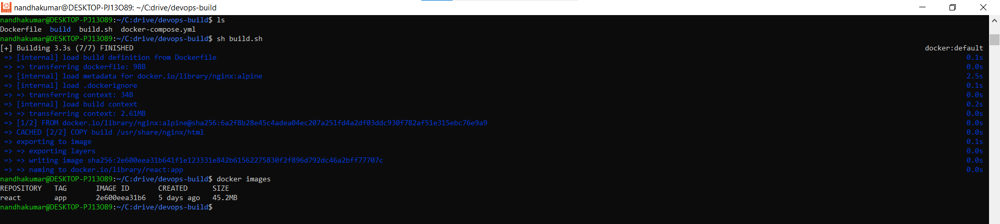 nandhakumar@DESKTOP-PJ13O89: ~/C:drive/devops-build
nandhakumar@DESKTOP-PJ13O89:~/C:drive/devops-build$ ls
Dockerfile  build  build.sh  docker-compose.yml
nandhakumar@DESKTOP-PJ13O89:~/C:drive/devops-build$ sh build.sh
[+] Building 3.3s (7/7) FINISHED docker:default
=> [internal] load build definition from Dockerfile 0.1s
=> => transferring dockerfile: 98B 0.0s
=> [internal] load metadata for docker.io/library/nginx:alpine 2.5s
=> [internal] load .dockerignore 0.1s
=> => transferring context: 34B 0.0s
=> [internal] load build context 0.2s
=> => transferring context: 2.61MB 0.0s
=> [1/2] FROM docker.io/library/nginx:alpine@sha256:6a2f8b28e45c4adea04ec207a251fd4a2df03ddc930f782af51e315ebc76e9a9 0.0s
=> CACHED [2/2] COPY build /usr/share/nginx/html 0.0s
=> exporting to image 0.1s
=> => exporting layers 0.0s
=> => writing image sha256:2e600eea31b641f1e123331e842b61562275830f2f896d792dc46a2bff77707c 0.0s
=> => naming to docker.io/library/react:app 0.0s
nandhakumar@DESKTOP-PJ13O89:~/C:drive/devops-build$ docker images
REPOSITORY   TAG       IMAGE ID       CREATED      SIZE
react        app       2e600eea31b6   5 days ago   45.2MB
nandhakumar@DESKTOP-PJ13O89:~/C:drive/devops-build$